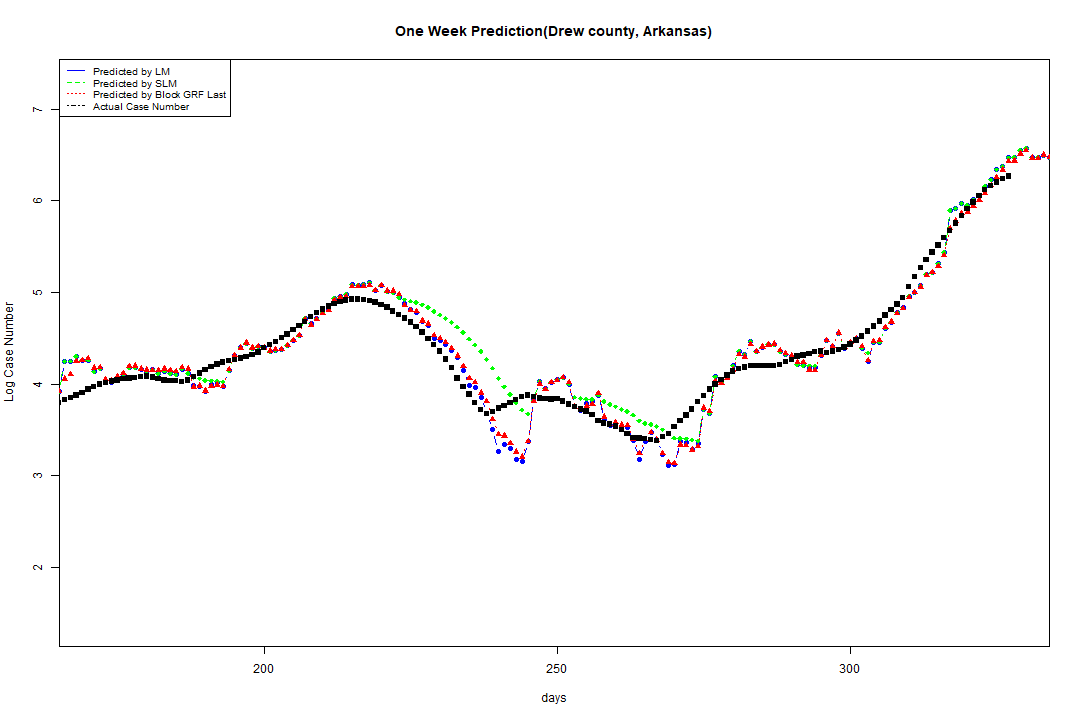 One Week Prediction(Drew county, Arkansas)
Predicted by LM
Predicted by SLM
Predicted by Block GRF Last
Actual Case Number
7
6
5
4
3
2
Log Case Number
200
250
300
days